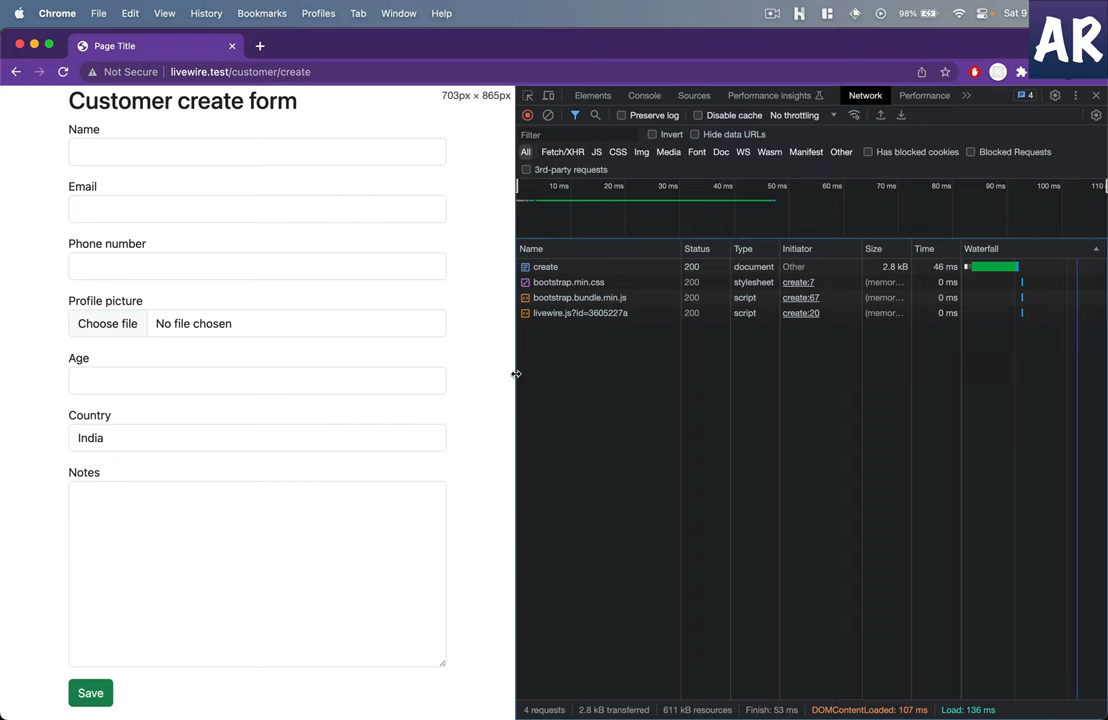 Chrome File Edit View History Bookmarks Profiles Tab Window Help 98% Sat 9
AR
Page Title
Not Secure livewire.test/customer/create
703px × 865px
Customer create form
Name
Email
Phone number
Profile picture
Choose file No file chosen
Age
Country
India
Notes
Save
Elements Console Sources Performance insights Network Performance 4
Preserve log Disable cache No throttling
Filter Invert Hide data URLs
All Fetch/XHR JS CSS Img Media Font Doc WS Wasm Manifest Other Has blocked cookies Blocked Requests
3rd-party requests
10 ms 20 ms 30 ms 40 ms 50 ms 60 ms 70 ms 80 ms 90 ms 100 ms 110
Name Status Type Initiator Size Time Waterfall
create 200 document Other 2.8 kB 46 ms
bootstrap.min.css 200 stylesheet create:7 (memor... 0 ms
bootstrap.bundle.min.js 200 script create:67 (memor... 0 ms
livewire.js?id=3605227a 200 script create:20 (memor... 0 ms
4 requests 2.8 kB transferred 611 kB resources Finish: 53 ms DOMContentLoaded: 107 ms Load: 136 ms